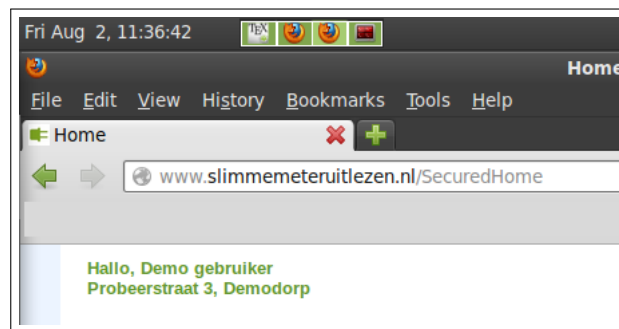 Fri Aug 2, 11:36:42 TEX
Home
File Edit View History Bookmarks Tools Help
Home
www.slimmemeteruitlezen.nl/SecuredHome
Hallo, Demo gebruiker
Probeerstraat 3, Demodorp